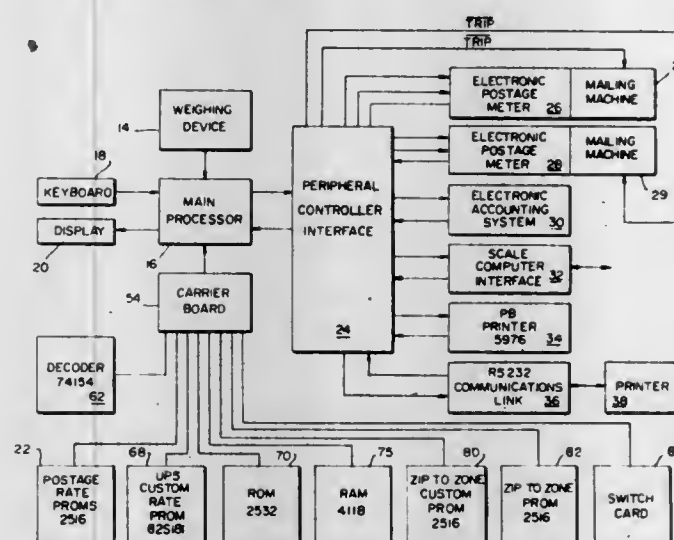 TRIP
TRIP
WEIGHING
DEVICE
14
18
KEYBOARD
DISPLAY
20
MAIN
PROCESSOR
16
54
CARRIER
BOARD
DECODER
74154
62
PERIPHERAL
CONTROLLER
INTERFACE
24
ELECTRONIC
POSTAGE
METER
26
MAILING
MACHINE
ELECTRONIC
POSTAGE
METER
28
MAILING
MACHINE
29
ELECTRONIC
ACCOUNTING
SYSTEM
30
SCALE
COMPUTER
INTERFACE
32
PB
PRINTER
5976
34
RS232
COMMUNICATIONS
LINK
36
PRINTER
38
22
POSTAGE
RATE
PROMS
2516
68
UPS
CUSTOM
RATE
PROM
82S181
70
ROM
2532
75
RAM
4118
80
ZIP TO ZONE
CUSTOM
PROM
2516
82
ZIP TO ZONE
PROM
2516
SWITCH
CARD